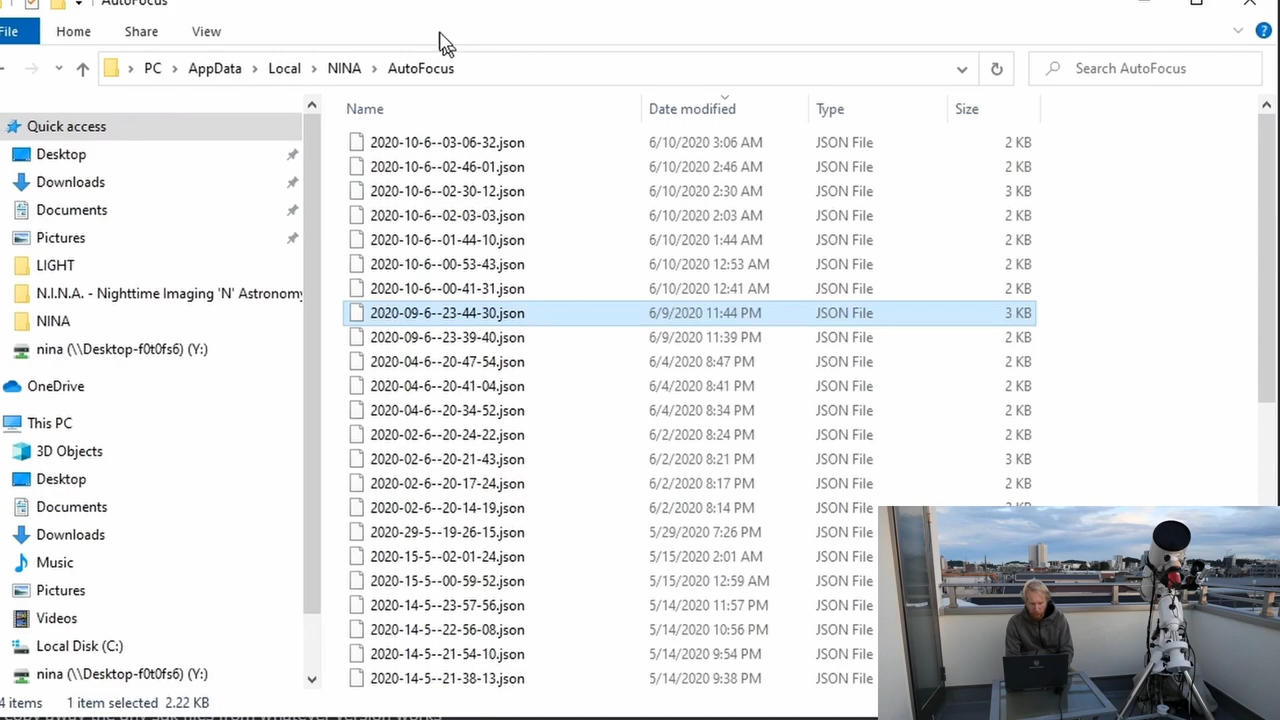 AutoFocus
File Home Share View
PC AppData Local NINA AutoFocus Search AutoFocus
Name Date modified Type Size
Quick access
Desktop
Downloads
Documents
Pictures
LIGHT
N.I.N.A. - Nighttime Imaging 'N' Astronomy
NINA
nina (\\Desktop-f0t0fs6) (Y:)
OneDrive
This PC
3D Objects
Desktop
Documents
Downloads
Music
Pictures
Videos
Local Disk (C:)
nina (\\Desktop-f0t0fs6) (Y:)
2020-10-6--03-06-32.json 6/10/2020 3:06 AM JSON File 2 KB
2020-10-6--02-46-01.json 6/10/2020 2:46 AM JSON File 2 KB
2020-10-6--02-30-12.json 6/10/2020 2:30 AM JSON File 3 KB
2020-10-6--02-03-03.json 6/10/2020 2:03 AM JSON File 2 KB
2020-10-6--01-44-10.json 6/10/2020 1:44 AM JSON File 2 KB
2020-10-6--00-53-43.json 6/10/2020 12:53 AM JSON File 2 KB
2020-10-6--00-41-31.json 6/10/2020 12:41 AM JSON File 2 KB
2020-09-6--23-44-30.json 6/9/2020 11:44 PM JSON File 3 KB
2020-09-6--23-39-40.json 6/9/2020 11:39 PM JSON File 2 KB
2020-04-6--20-47-54.json 6/4/2020 8:47 PM JSON File 2 KB
2020-04-6--20-41-04.json 6/4/2020 8:41 PM JSON File 2 KB
2020-04-6--20-34-52.json 6/4/2020 8:34 PM JSON File 2 KB
2020-02-6--20-24-22.json 6/2/2020 8:24 PM JSON File 2 KB
2020-02-6--20-21-43.json 6/2/2020 8:21 PM JSON File 3 KB
2020-02-6--20-17-24.json 6/2/2020 8:17 PM JSON File 2 KB
2020-02-6--20-14-19.json 6/2/2020 8:14 PM JSON File 2 KB
2020-29-5--19-26-15.json 5/29/2020 7:26 PM JSON File
2020-15-5--02-01-24.json 5/15/2020 2:01 AM JSON File
2020-15-5--00-59-52.json 5/15/2020 12:59 AM JSON File
2020-14-5--23-57-56.json 5/14/2020 11:57 PM JSON File
2020-14-5--22-56-08.json 5/14/2020 10:56 PM JSON File
2020-14-5--21-54-10.json 5/14/2020 9:54 PM JSON File
2020-14-5--21-38-13.json 5/14/2020 9:38 PM JSON File
4 items 1 item selected 2.22 KB